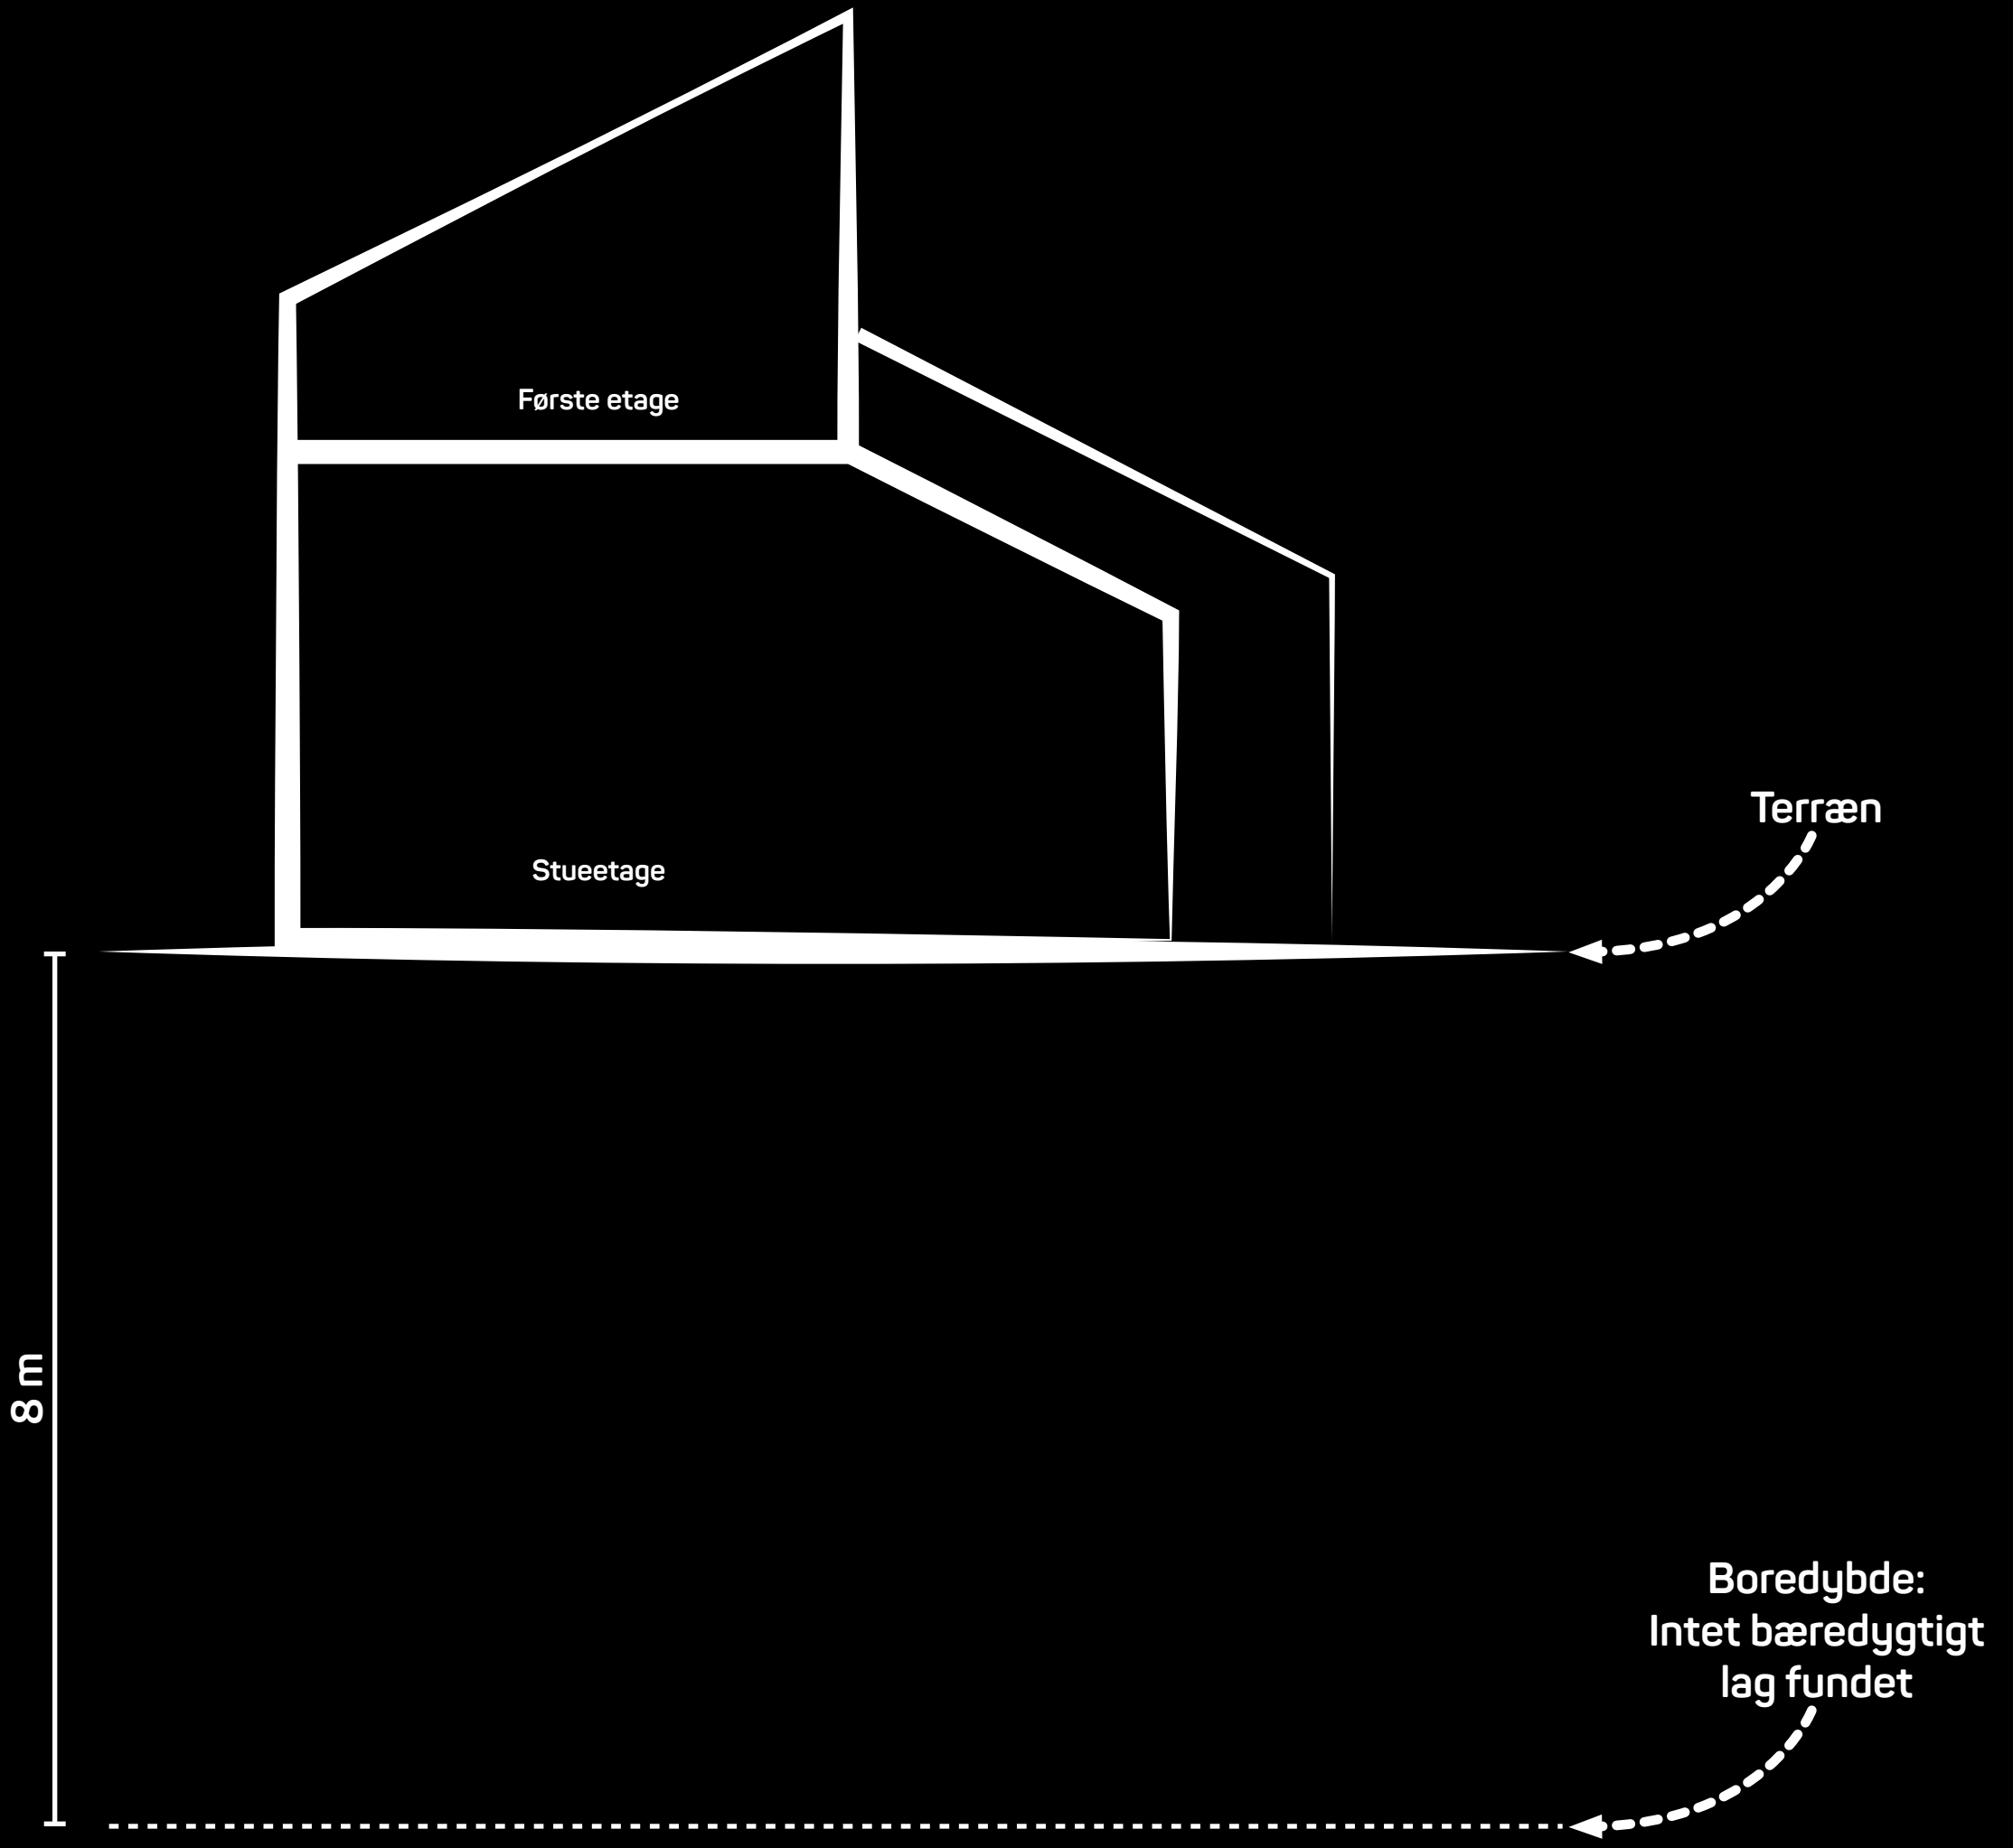 Første etage
Stueetage
Terræn
8 m
Boredybde:
Intet bæredygtigt
lag fundet